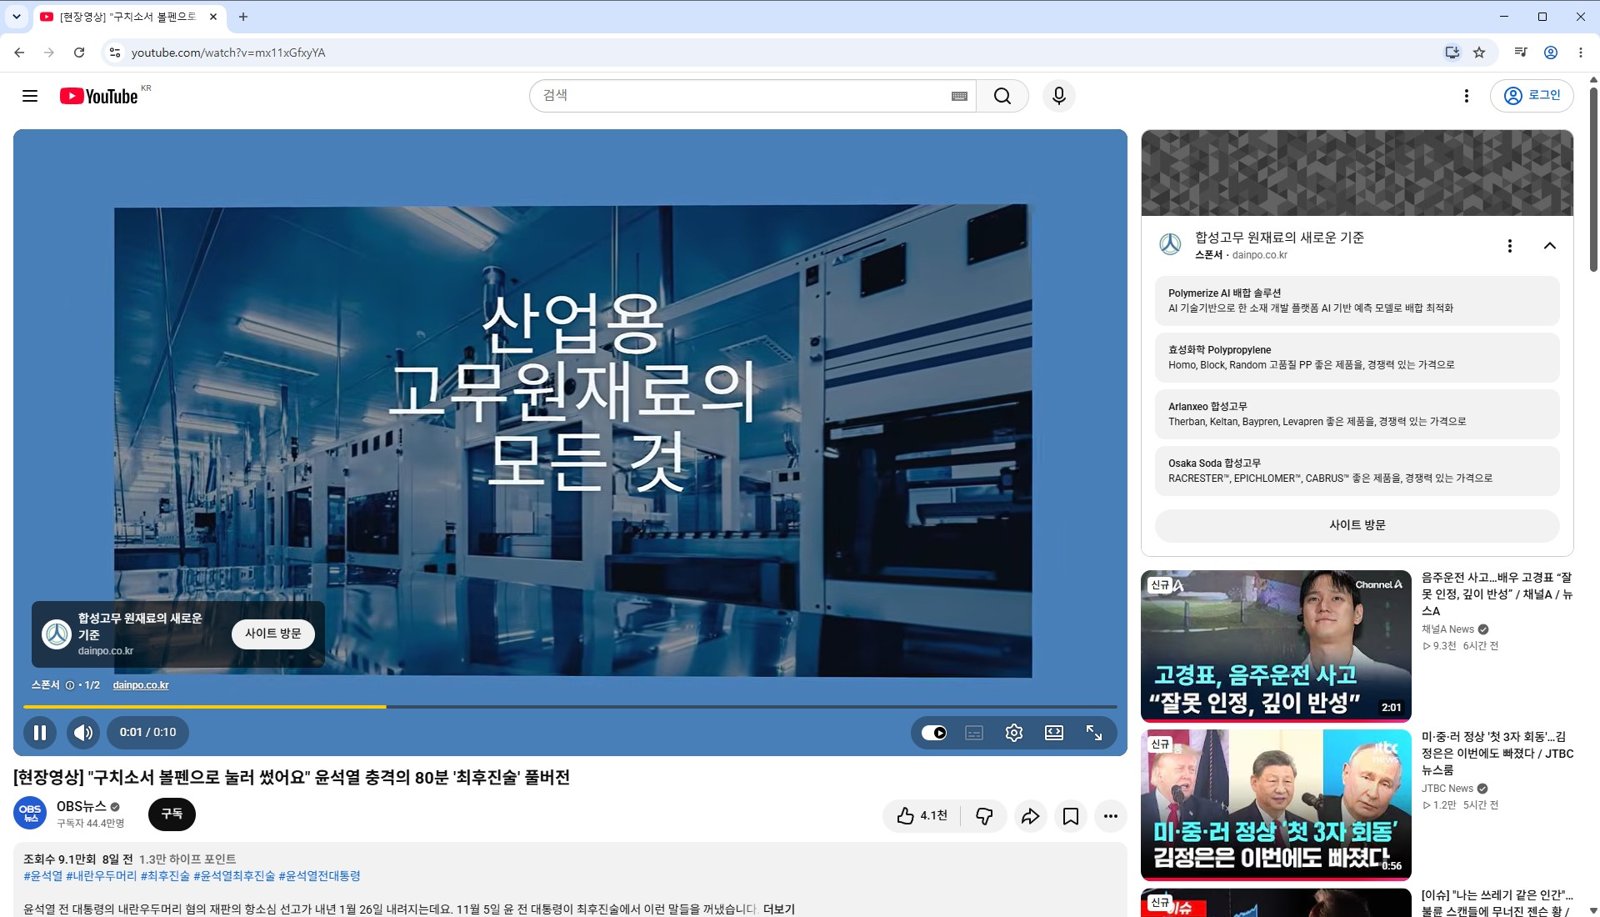 [현장영상] "구치소서 볼펜으로
youtube.com/watch?v=mx11xGfxyYA
YouTube KR
검색
로그인
산업용
고무원재료의
모든 것
합성고무 원재료의 새로운
기준
dainpo.co.kr
사이트 방문
스폰서 • 1/2 dainpo.co.kr
0:01 / 0:10
[현장영상] "구치소서 볼펜으로 눌러 썼어요" 윤석열 충격의 80분 '최후진술' 풀버전
OBS 뉴스
OBS뉴스
구독자 44.4만명
구독
4.1천
조회수 9.1만회 8일 전 1.3만 하이프 포인트
#윤석열 #내란우두머리 #최후진술 #윤석열최후진술 #윤석열전대통령
윤석열 전 대통령의 내란우두머리 혐의 재판의 항소심 선고가 내년 1월 26일 내려지는데요. 11월 5일 윤 전 대통령이 최후진술에서 이런 말들을 꺼냈습니다. 더보기
합성고무 원재료의 새로운 기준
스폰서 · dainpo.co.kr
Polymerize AI 배합 솔루션
AI 기술기반으로 한 소재 개발 플랫폼 AI 기반 예측 모델로 배합 최적화
효성화학 Polypropylene
Homo, Block, Random 고품질 PP 좋은 제품을, 경쟁력 있는 가격으로
Arlanxeo 합성고무
Therban, Keltan, Baypren, Levapren 좋은 제품을, 경쟁력 있는 가격으로
Osaka Soda 합성고무
RACRESTER™, EPICHLOMER™, CABRUS™ 좋은 제품을, 경쟁력 있는 가격으로
사이트 방문
신규
Channel A
고경표, 음주운전 사고
“잘못 인정, 깊이 반성”
2:01
음주운전 사고…배우 고경표 “잘
못 인정, 깊이 반성” / 채널A / 뉴
스A
채널A News
9.3천 6시간 전
신규
jtbc
NEWS
미·중·러 정상 '첫 3자 회동'
김정은은 이번에도 빠졌다
0:56
미·중·러 정상 '첫 3자 회동'…김
정은은 이번에도 빠졌다 / JTBC
뉴스룸
JTBC News
1.2만 5시간 전
신규
이슈
[이슈] "나는 쓰레기 같은 인간"…
불륜 스캔들에 무너진 젠슨 황 /